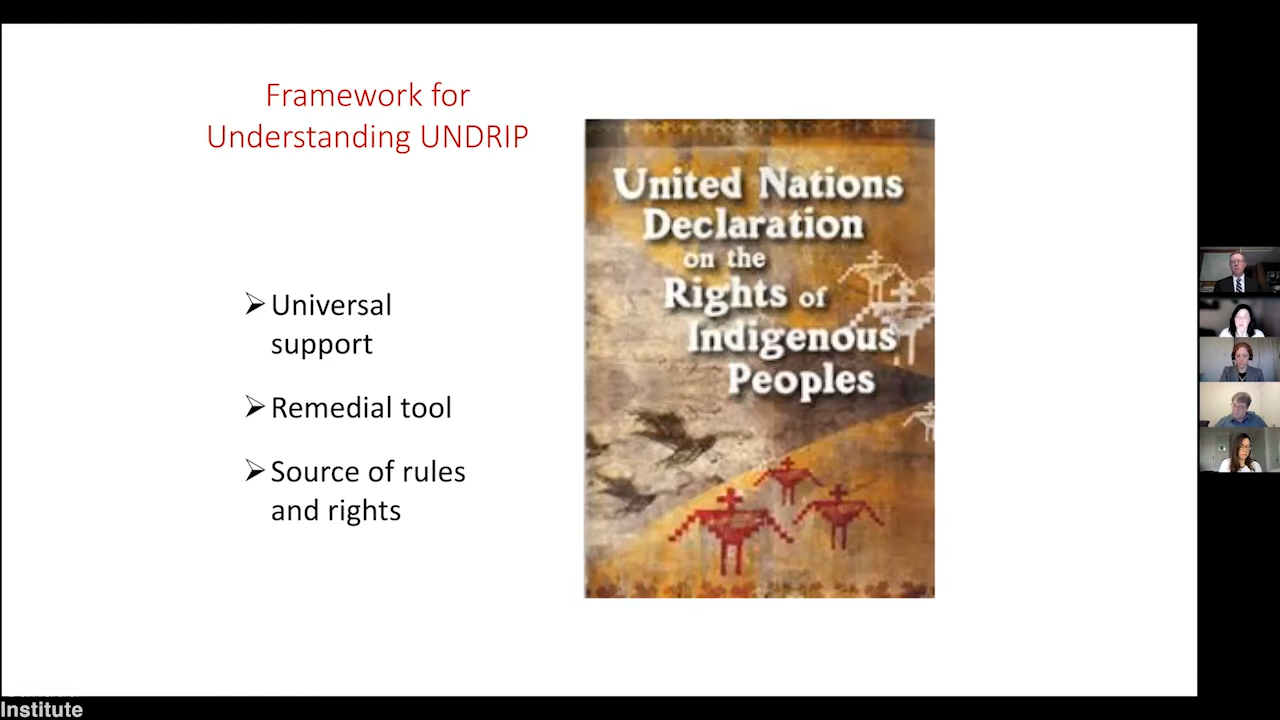 Framework for
Understanding UNDRIP
Universal
support
Remedial tool
Source of rules
and rights
United Nations
Declaration
on the
Rights of
Indigenous
Peoples
Institute